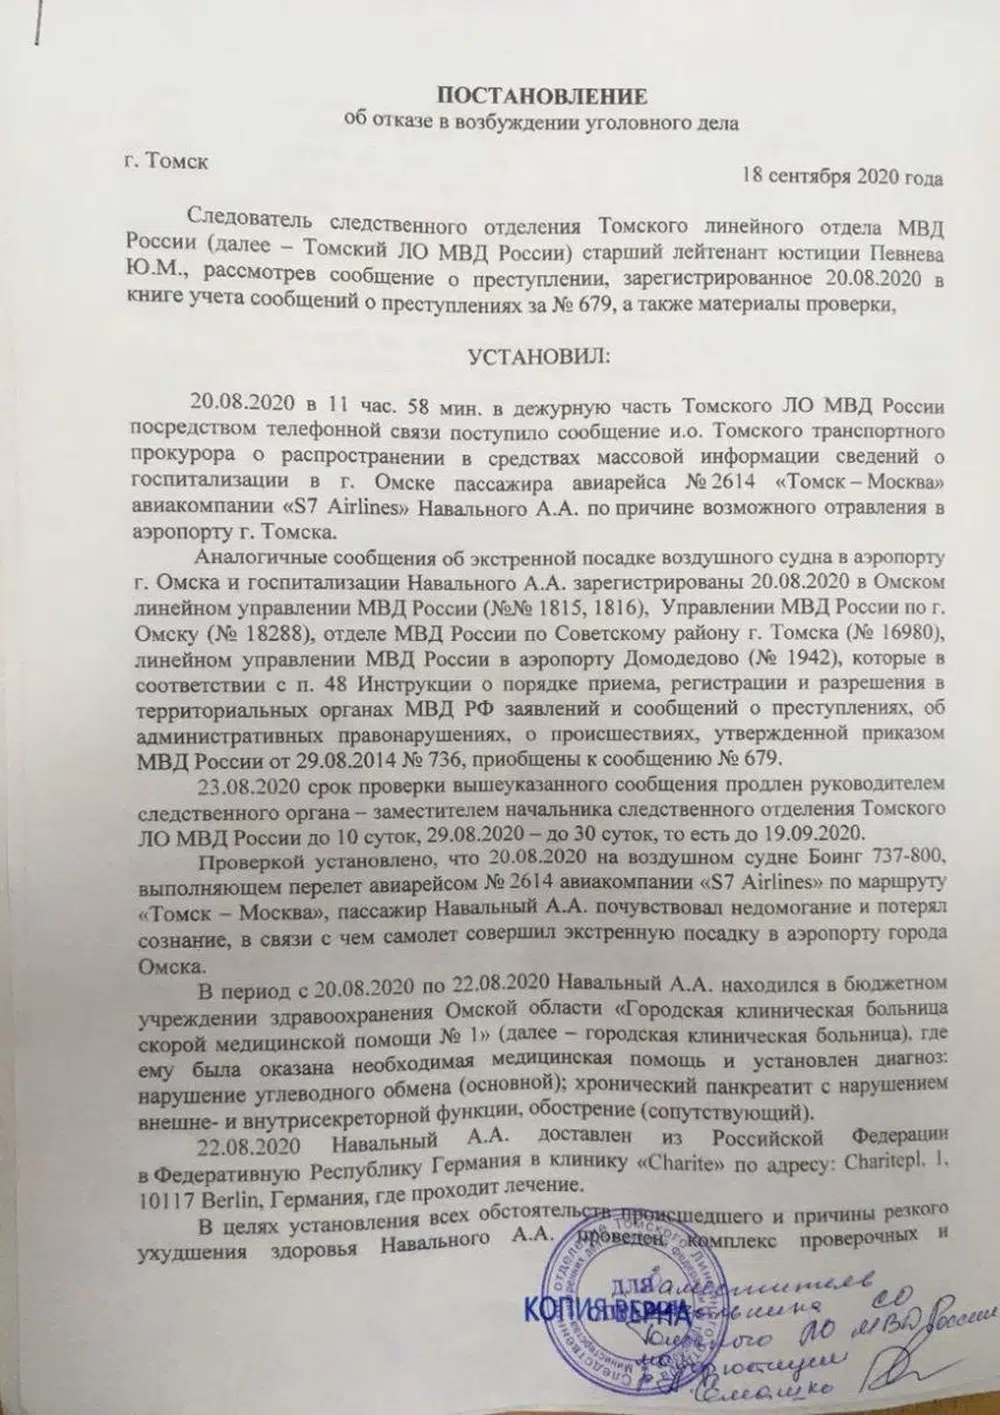 ПОСТАНОВЛЕНИЕ
об отказе в возбуждении уголовного дела
г. Томск
18 сентября 2020 года
Следователь следственного отделения Томского линейного отдела МВД
России (далее – Томский ЛО МВД России) старший лейтенант юстиции Певнева
Ю.М., рассмотрев сообщение о преступлении, зарегистрированное 20.08.2020 в
книге учета сообщений о преступлениях за № 679, а также материалы проверки,
УСТАНОВИЛ:
20.08.2020 в 11 час. 58 мин. в дежурную часть Томского ЛО МВД России
посредством телефонной связи поступило сообщение и.о. Томского транспортного
прокурора о распространении в средствах массовой информации сведений о
госпитализации в г. Омске пассажира авиарейса № 2614 «Томск – Москва»
авиакомпании «S7 Airlines» Навального А.А. по причине возможного отравления в
аэропорту г. Томска.
Аналогичные сообщения об экстренной посадке воздушного судна в аэропорту
г. Омска и госпитализации Навального А.А. зарегистрированы 20.08.2020 в Омском
линейном управлении МВД России (№№ 1815, 1816), Управлении МВД России по г.
Омску (№ 18288), отделе МВД России по Советскому району г. Томска (№ 16980),
линейном управлении МВД России в аэропорту Домодедово (№ 1942), которые в
соответствии с п. 48 Инструкции о порядке приема, регистрации и разрешения в
территориальных органах МВД РФ заявлений и сообщений о преступлениях, об
административных правонарушениях, о происшествиях, утвержденной приказом
МВД России от 29.08.2014 № 736, приобщены к сообщению № 679.
23.08.2020 срок проверки вышеуказанного сообщения продлен руководителем
следственного органа – заместителем начальника следственного отделения Томского
ЛО МВД России до 10 суток, 29.08.2020 – до 30 суток, то есть до 19.09.2020.
Проверкой установлено, что 20.08.2020 на воздушном судне Боинг 737-800,
выполняющем перелет авиарейсом № 2614 авиакомпании «S7 Airlines» по маршруту
«Томск – Москва», пассажир Навальный А.А. почувствовал недомогание и потерял
сознание, в связи с чем самолет совершил экстренную посадку в аэропорту города
Омска.
В период с 20.08.2020 по 22.08.2020 Навальный А.А. находился в бюджетном
учреждении здравоохранения Омской области «Городская клиническая больница
скорой медицинской помощи № 1» (далее – городская клиническая больница), где
ему была оказана необходимая медицинская помощь и установлен диагноз:
нарушение углеводного обмена (основной); хронический панкреатит с нарушением
внешне- и внутрисекреторной функции, обострение (сопутствующий).
22.08.2020 Навальный А.А. доставлен из Российской Федерации
в Федеративную Республику Германия в клинику «Charite» по адресу: Charitepl. 1,
10117 Berlin, Германия, где проходит лечение.
В целях установления всех обстоятельств происшедшего и причины резкого
ухудшения здоровья Навального А.А. проведен комплекс проверочных и
ДЛЯ
КОПИЯ ВЕРНА
Заместитель
начальника СО
Томского ЛО МВД России
юстиции